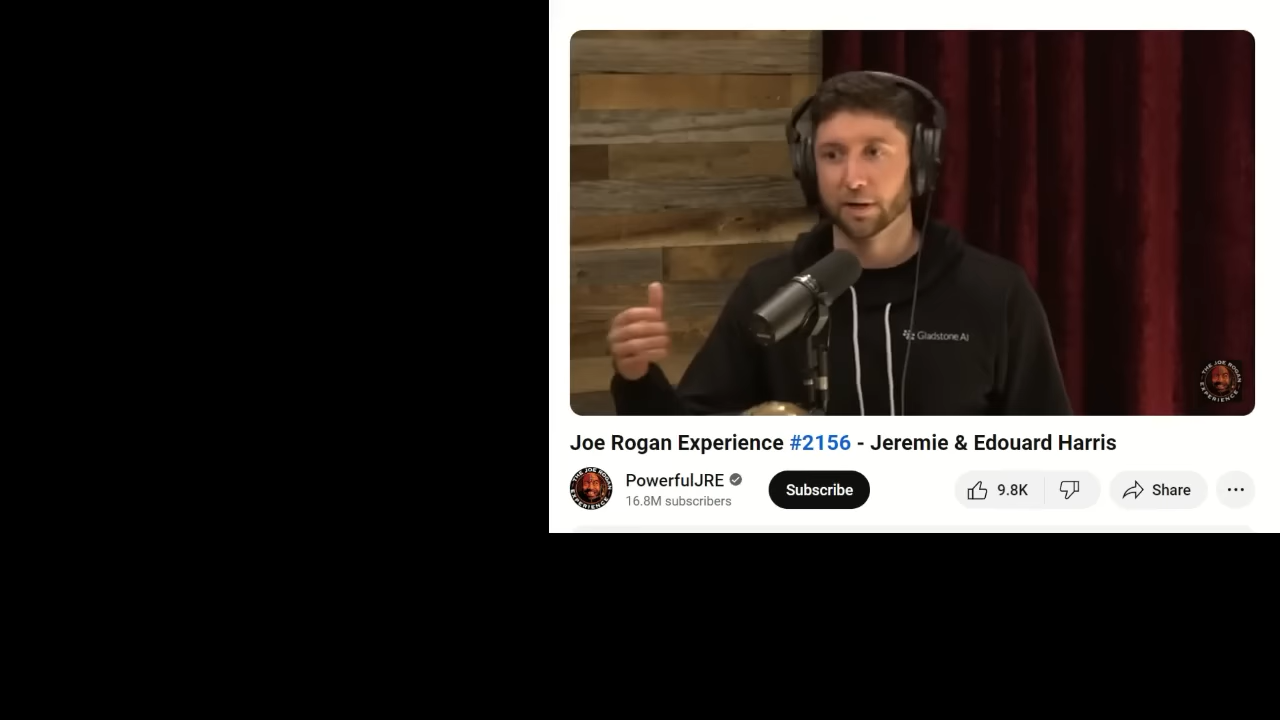 Gladstone.AI
THE JOE ROGAN EXPERIENCE
Joe Rogan Experience #2156 - Jeremie & Edouard Harris
PowerfulJRE
16.8M subscribers
Subscribe
9.8K
Share